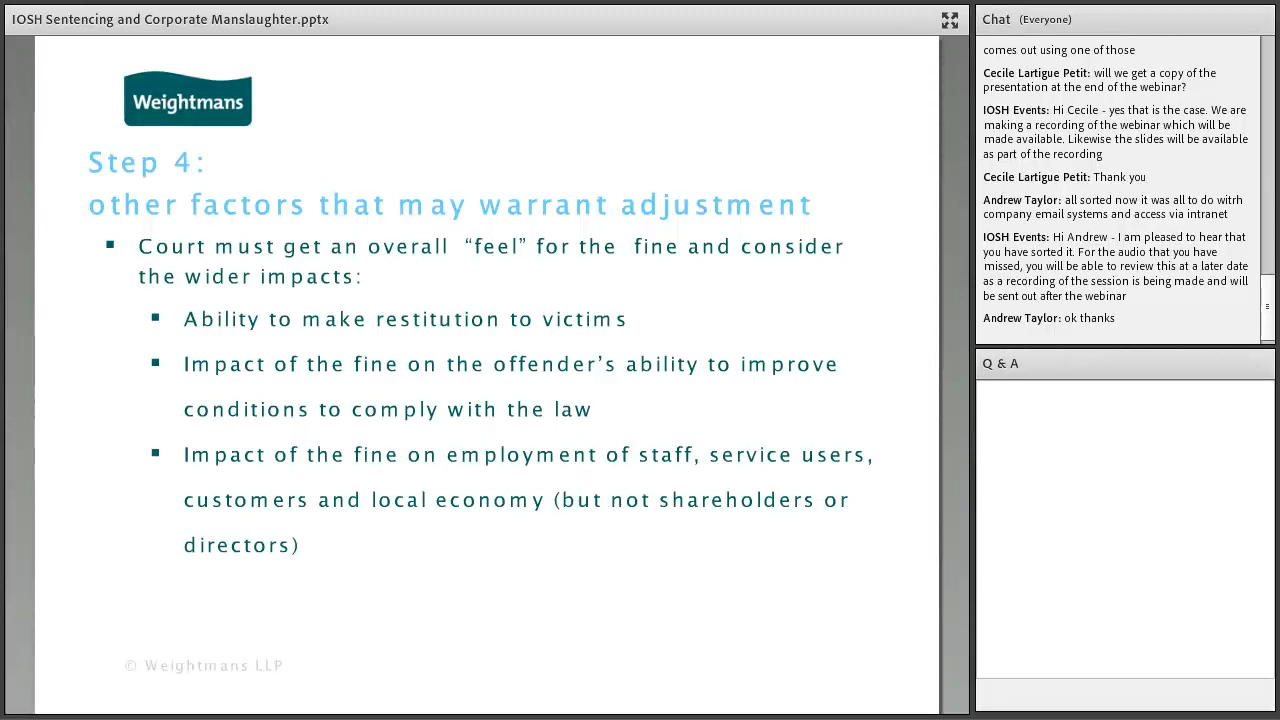 IOSH Sentencing and Corporate Manslaughter.pptx
Weightmans
Step 4:
other factors that may warrant adjustment
▪ Court must get an overall “feel” for the fine and consider
the wider impacts:
▪ Ability to make restitution to victims
▪ Impact of the fine on the offender’s ability to improve
conditions to comply with the law
▪ Impact of the fine on employment of staff, service users,
customers and local economy (but not shareholders or
directors)
© Weightmans LLP
Chat (Everyone)
comes out using one of those
Cecile Lartigue Petit: will we get a copy of the
presentation at the end of the webinar?
IOSH Events: Hi Cecile - yes that is the case. We are
making a recording of the webinar which will be
made available. Likewise the slides will be available
as part of the recording
Cecile Lartigue Petit: Thank you
Andrew Taylor: all sorted now it was all to do witrh
company email systems and access via intranet
IOSH Events: Hi Andrew - I am pleased to hear that
you have sorted it. For the audio that you have
missed, you will be able to review this at a later date
as a recording of the session is being made and will
be sent out after the webinar
Andrew Taylor: ok thanks
Q & A